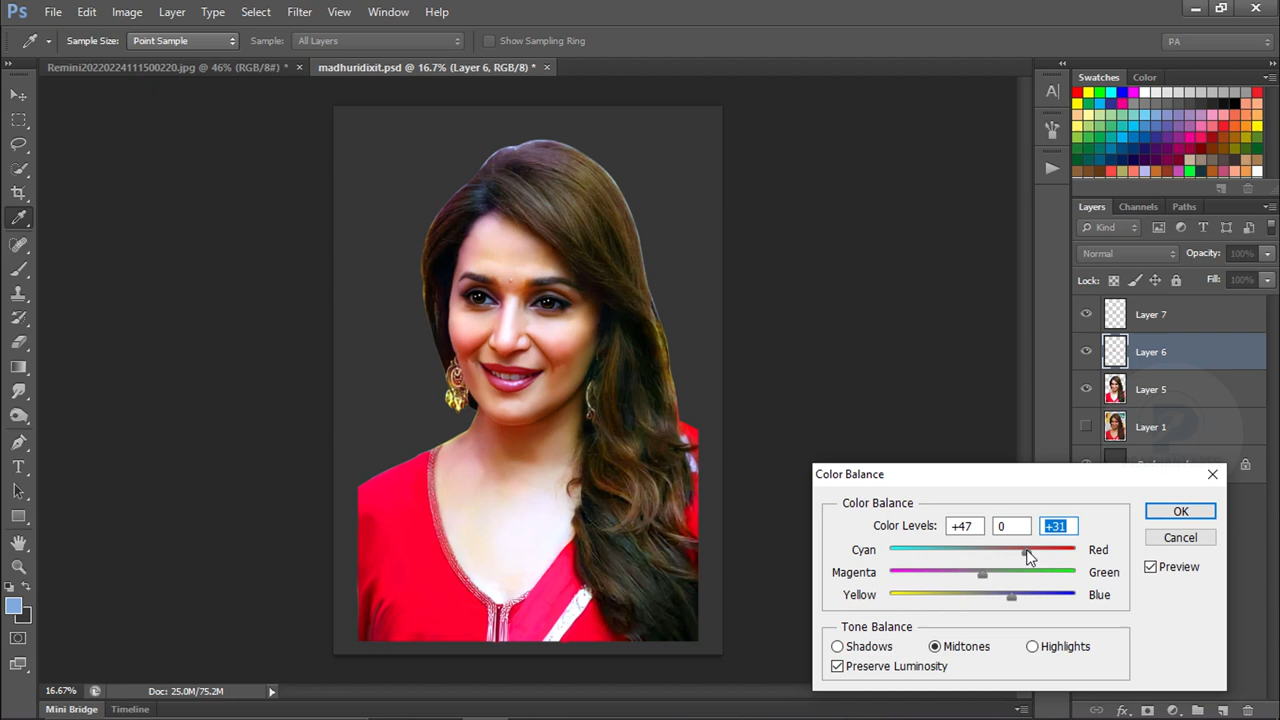 Ps File Edit Image Layer Type Select Filter View Window Help
Sample Size: Point Sample Sample: All Layers Show Sampling Ring PA
Remini20220224111500220.jpg @ 46% (RGB/8#) * × madhuridixit.psd @ 16.7% (Layer 6, RGB/8) * ×
Swatches Color
Layers Channels Paths
Kind
Normal Opacity: 100%
Lock: Fill: 100%
Layer 7
Layer 6
Layer 5
Layer 1
Color Balance
Color Balance
Color Levels: +47 0 +31
Cyan Red
Magenta Green
Yellow Blue
Tone Balance
Shadows Midtones Highlights
Preserve Luminosity
OK
Cancel
Preview
16.67% Doc: 25.0M/75.2M
Mini Bridge Timeline